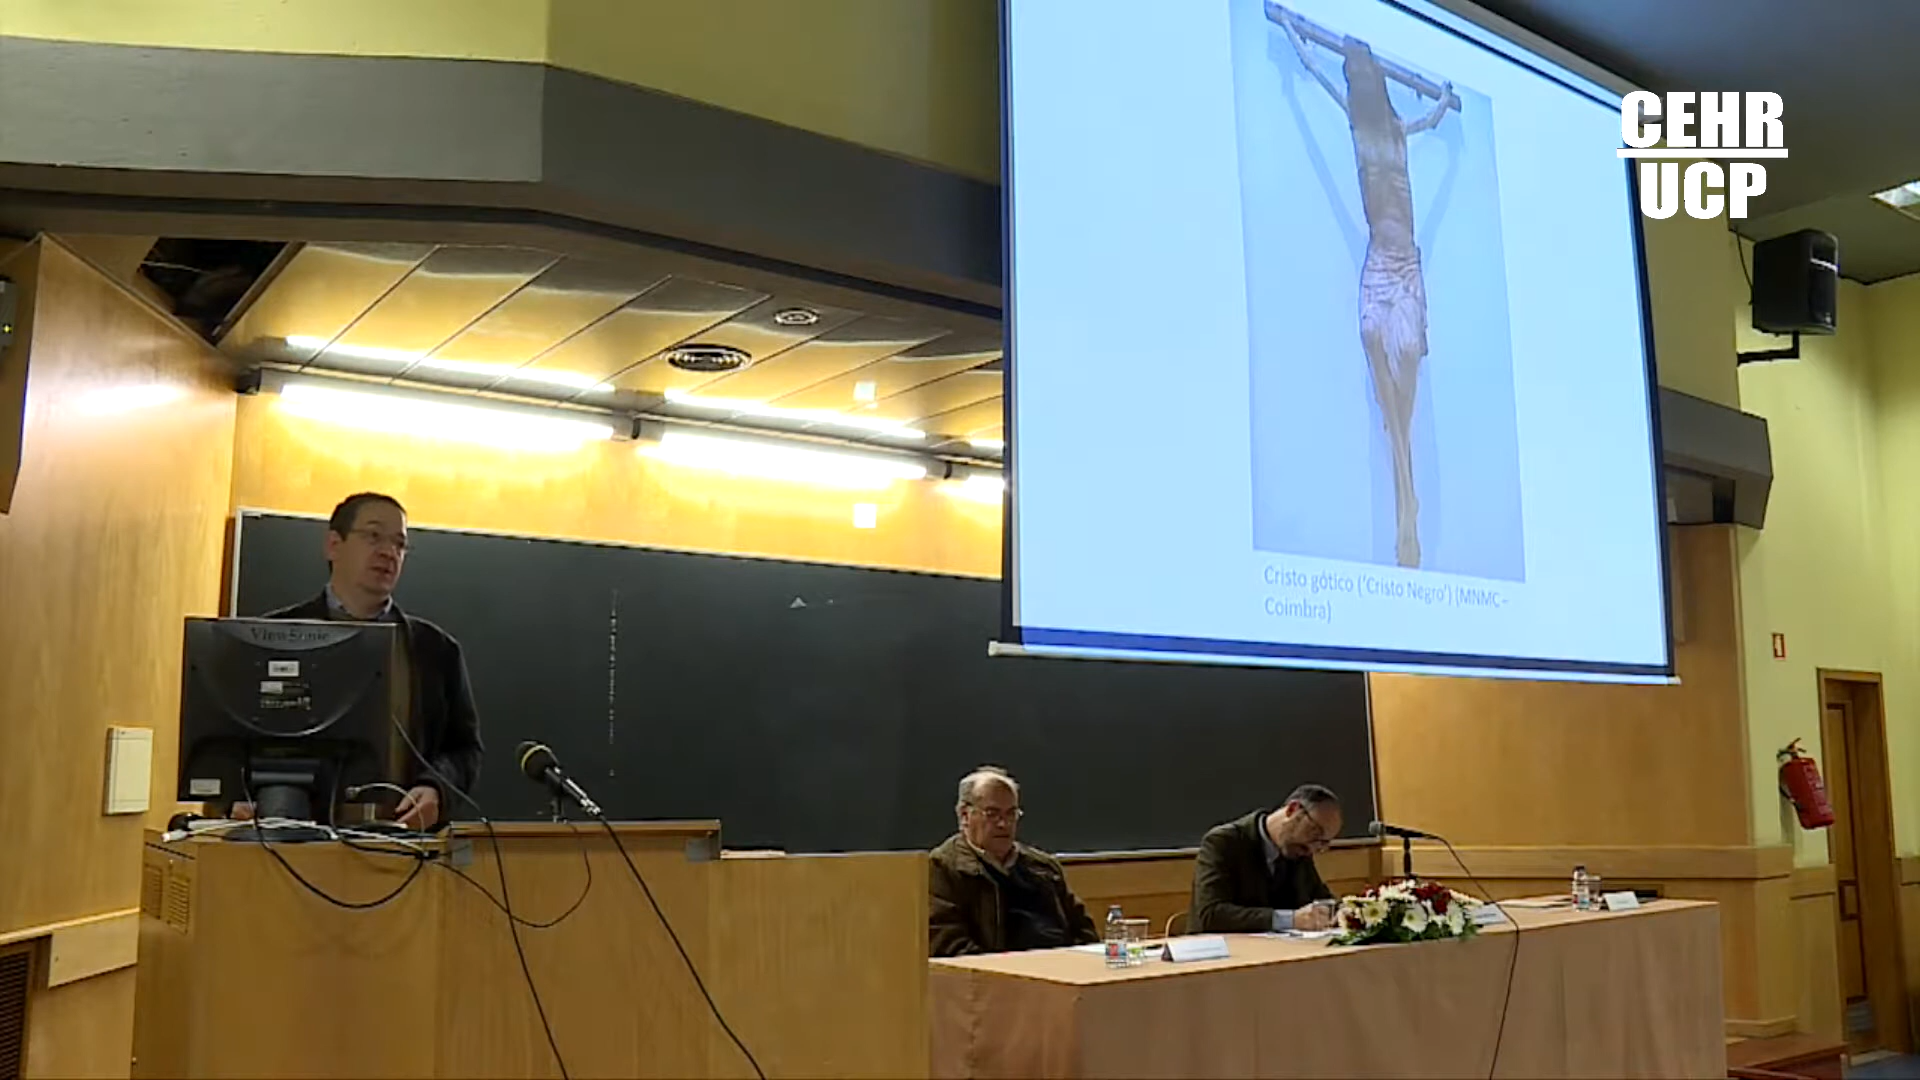 CEHR
UCP
Cristo gótico ('Cristo Negro') (MNMC –
Coimbra)
ViewSonic